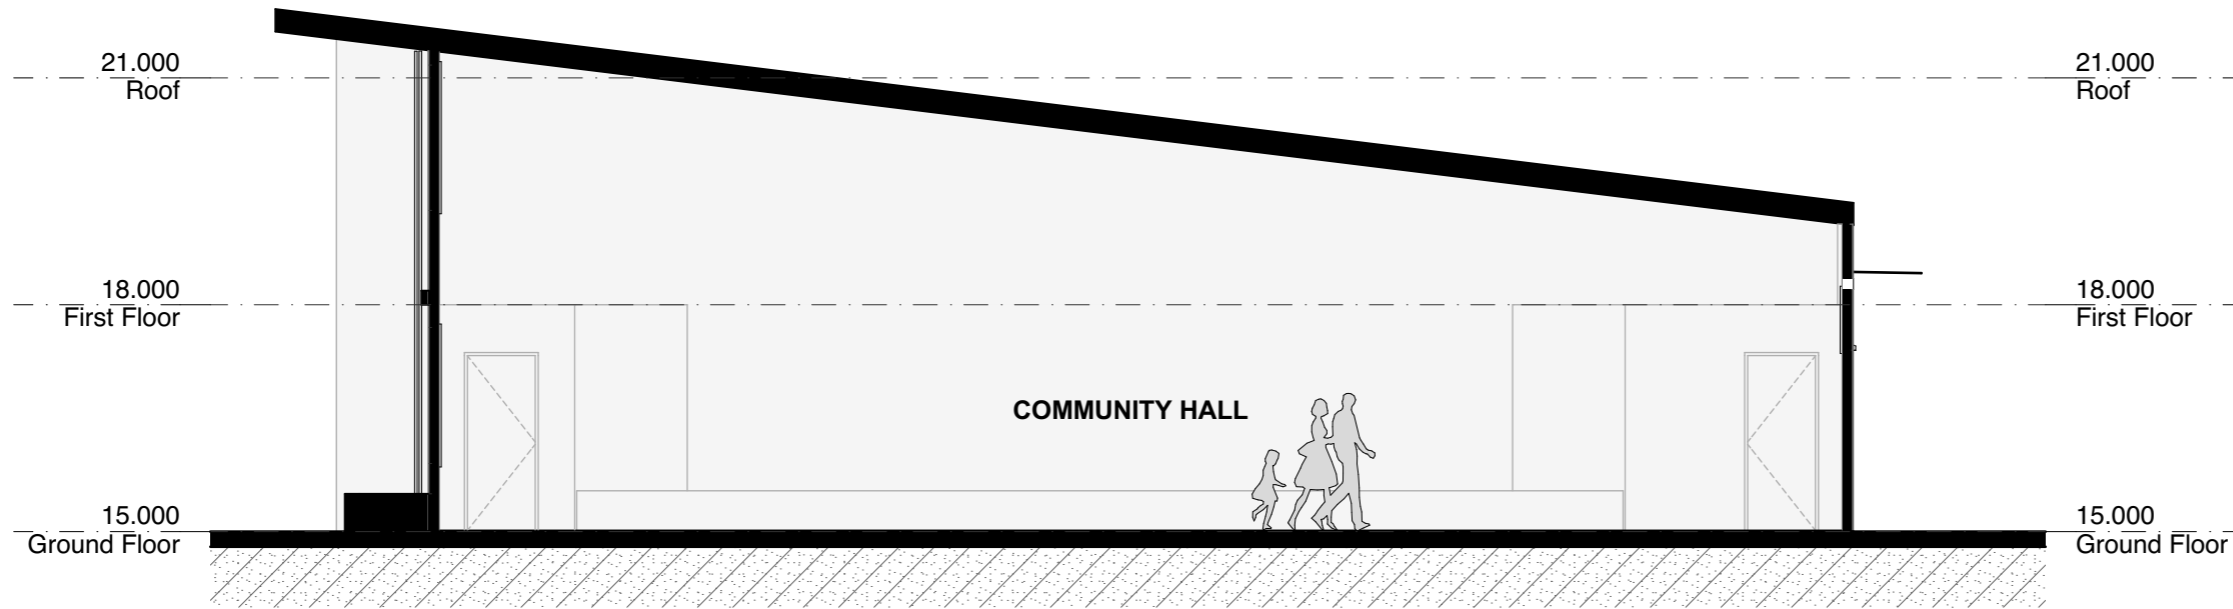 21.000
Roof
21.000
Roof
18.000
First Floor
18.000
First Floor
COMMUNITY HALL
15.000
Ground Floor
15.000
Ground Floor